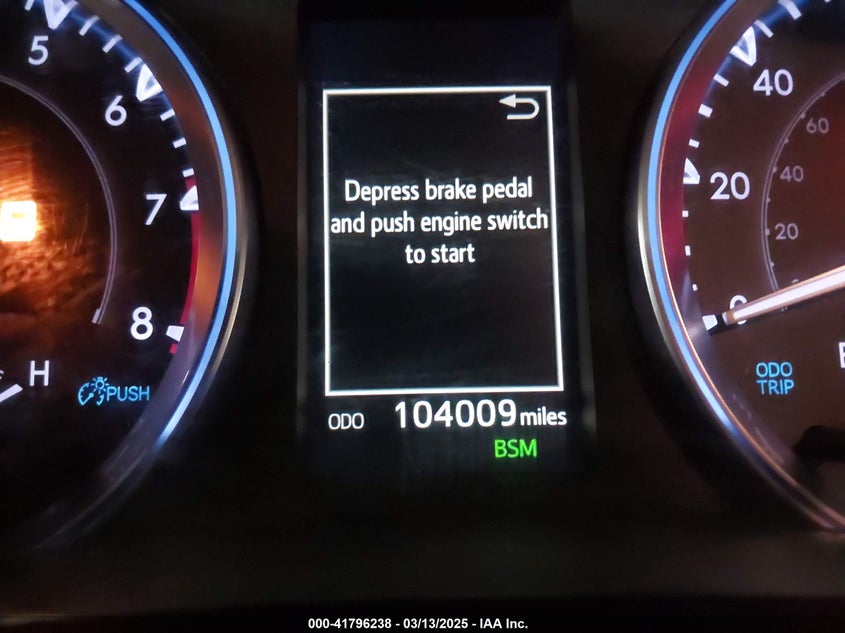 5
6
7
8
H
PUSH
Depress brake pedal
and push engine switch
to start
ODO 104009 miles
BSM
40
20
0
60
40
20
ODO
TRIP
000-41796238 - 03/13/2025 - IAA Inc.